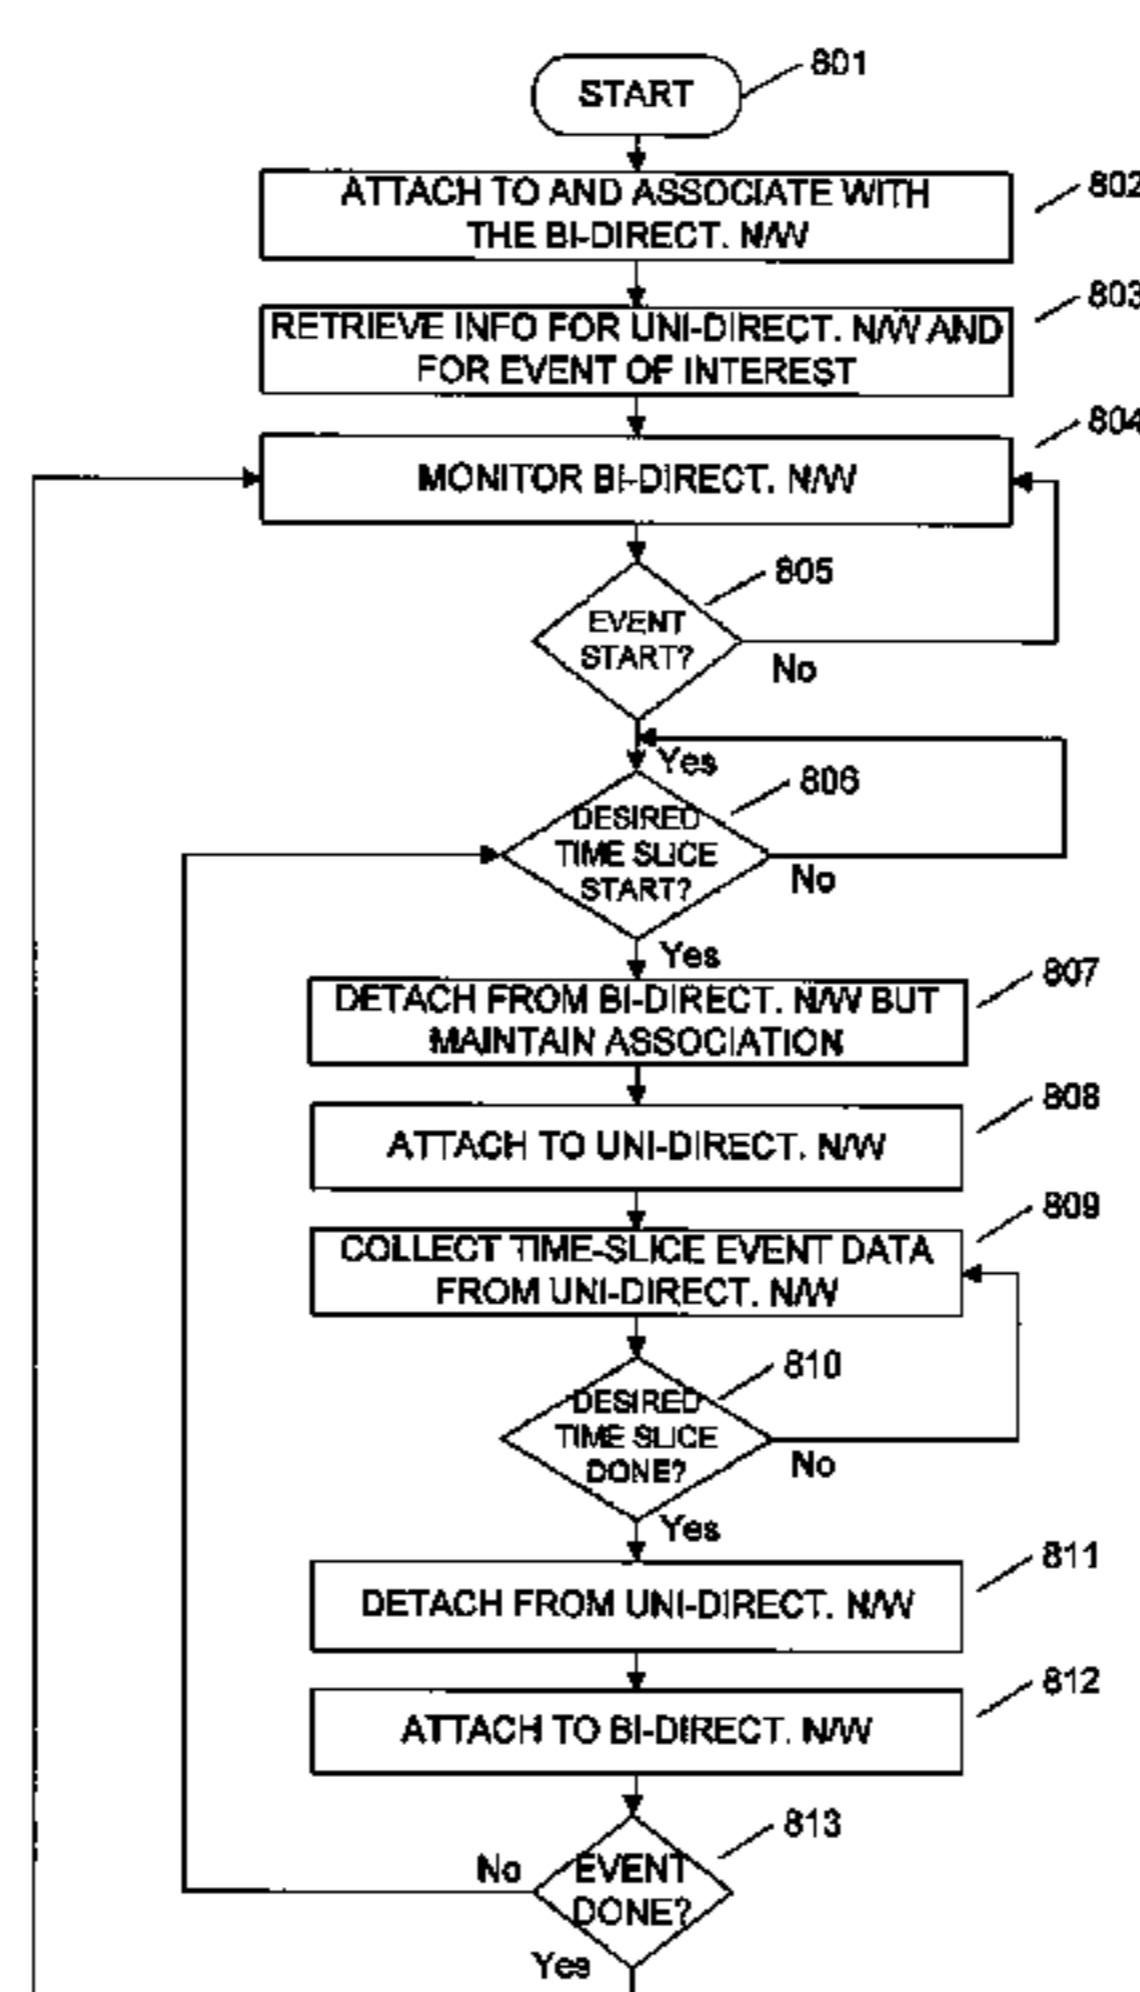 START
801
ATTACH TO AND ASSOCIATE WITH
THE BI-DIRECT. N/W
802
RETRIEVE INFO FOR UNI-DIRECT. N/W AND
FOR EVENT OF INTEREST
803
MONITOR BI-DIRECT. N/W
804
EVENT
START?
805
No
Yes
DESIRED
TIME SLICE
START?
806
No
Yes
DETACH FROM BI-DIRECT. N/W BUT
MAINTAIN ASSOCIATION
807
ATTACH TO UNI-DIRECT. N/W
808
COLLECT TIME-SLICE EVENT DATA
FROM UNI-DIRECT. N/W
809
DESIRED
TIME SLICE
DONE?
810
No
Yes
DETACH FROM UNI-DIRECT. N/W
811
ATTACH TO BI-DIRECT. N/W
812
EVENT
DONE?
813
No
Yes